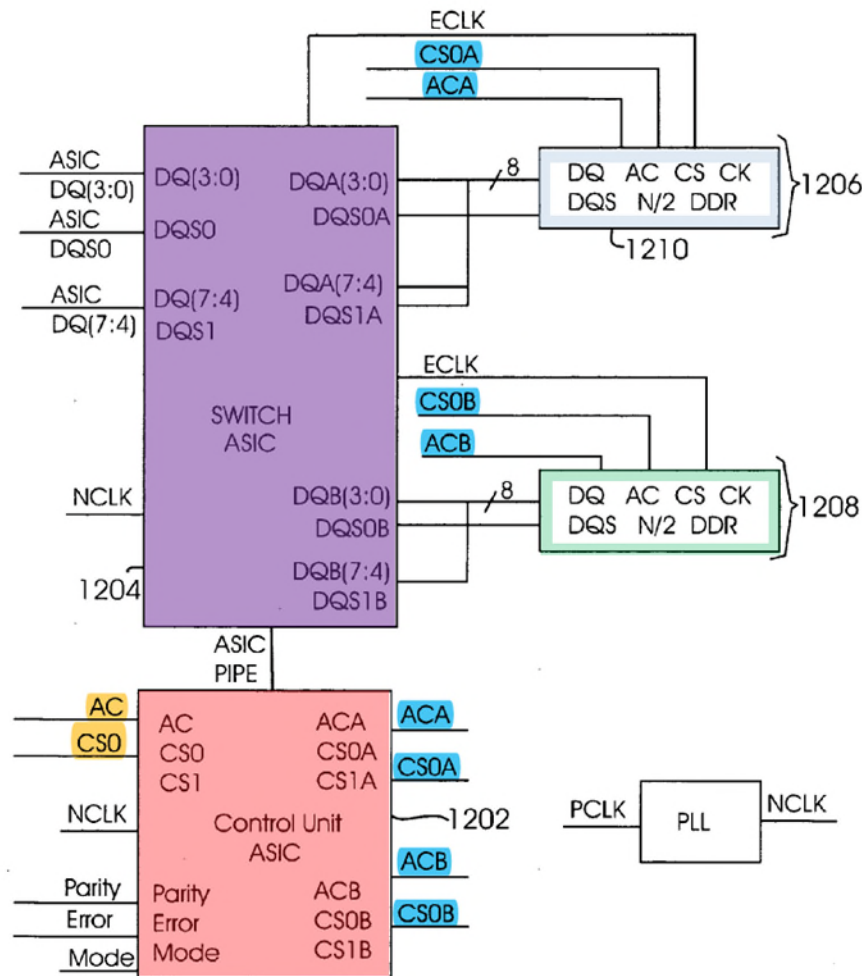 ECLK
CS0A
ACA
ASIC
DQ(3:0)
ASIC
DQS0
ASIC
DQ(7:4)
DQ(3:0)
DQS0
DQ(7:4)
DQS1
DQA(3:0)
DQS0A
DQA(7:4)
DQS1A
8
DQ AC CS CK
DQS N/2 DDR
1206
1210
SWITCH
ASIC
ECLK
CS0B
ACB
NCLK
DQB(3:0)
DQS0B
DQB(7:4)
DQS1B
8
DQ AC CS CK
DQS N/2 DDR
1208
1204
ASIC
PIPE
AC
CS0
AC
CS0
CS1
ACA
CS0A
CS1A
ACA
CS0A
NCLK
Control Unit
ASIC
1202
PCLK
PLL
NCLK
Parity
Error
Mode
Parity
Error
Mode
ACB
CS0B
CS1B
ACB
CS0B